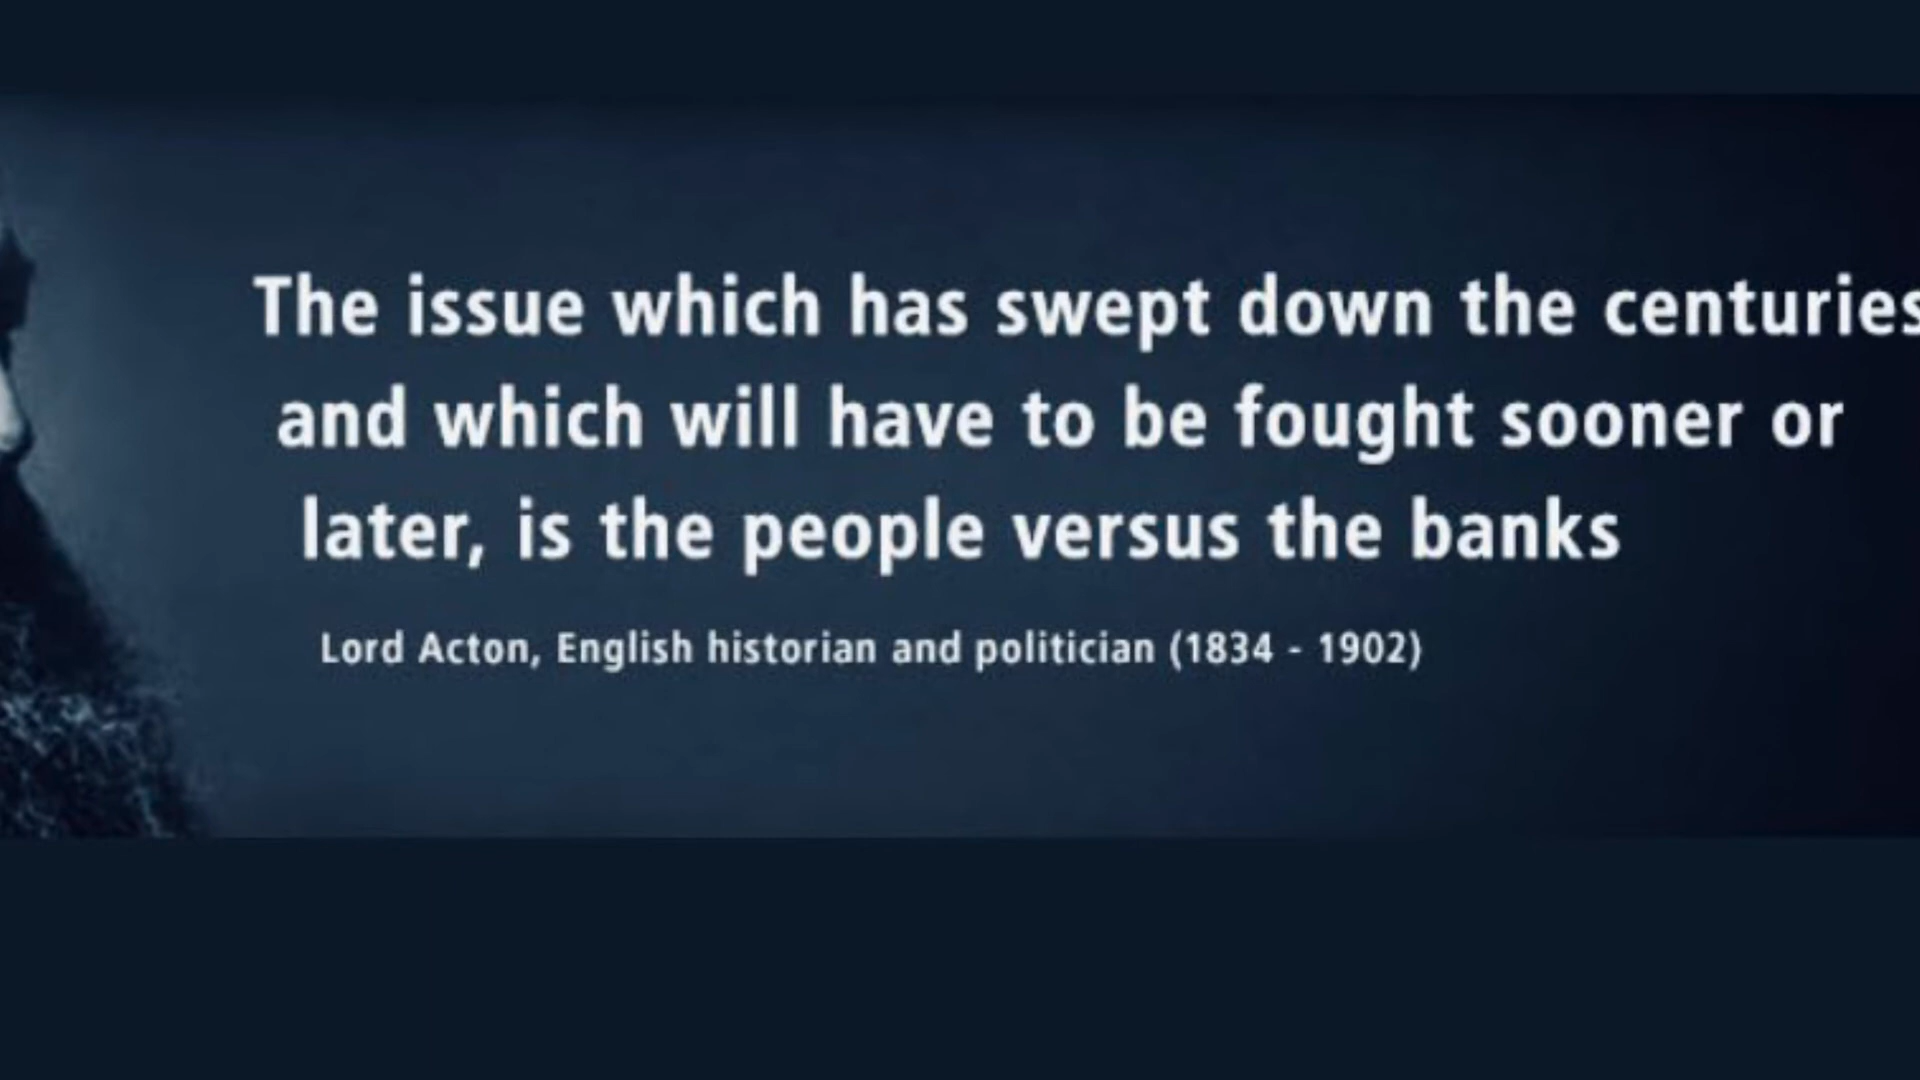 The issue which has swept down the centuries
and which will have to be fought sooner or
later, is the people versus the banks
Lord Acton, English historian and politician (1834 - 1902)